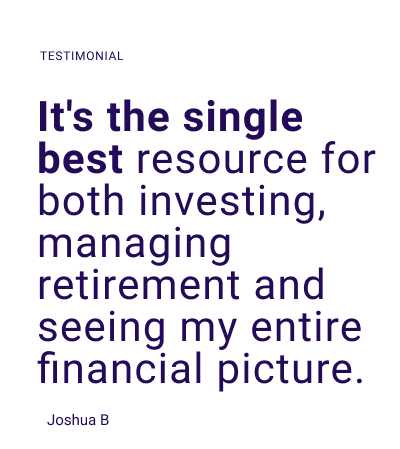 TESTIMONIAL
It's the single
best resource for
both investing,
managing
retirement and
seeing my entire
financial picture.
Joshua B